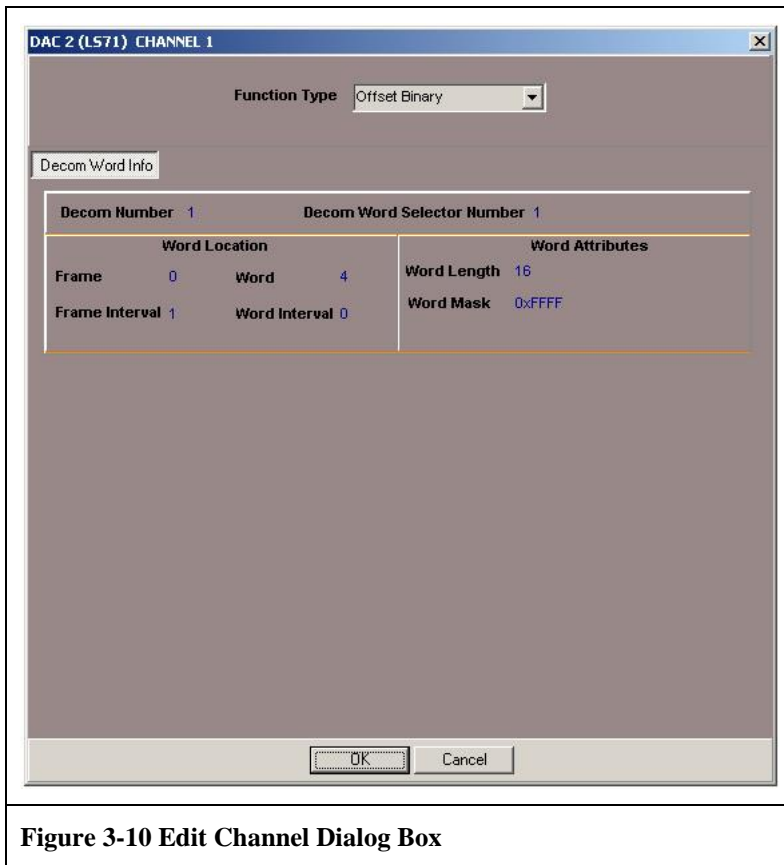 DAC 2 (LS71) CHANNEL 1
Function Type Offset Binary
Decom Word Info
Decom Number 1 Decom Word Selector Number 1
Word Location Word Attributes
Frame 0 Word 4 Word Length 16
Frame Interval 1 Word Interval 0 Word Mask 0xFFFF
OK Cancel
Figure 3-10 Edit Channel Dialog Box